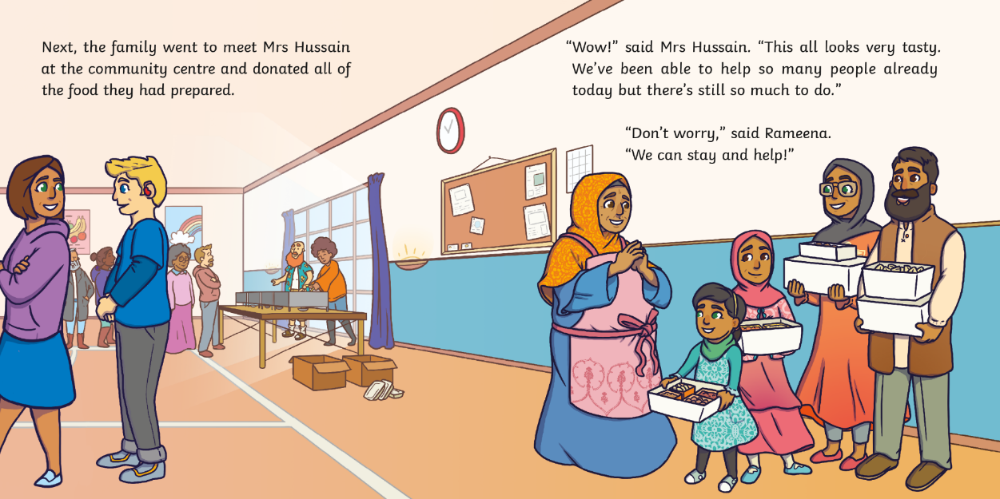 Next, the family went to meet Mrs Hussain
at the community centre and donated all of
the food they had prepared.
“Wow!” said Mrs Hussain. “This all looks very tasty.
We’ve been able to help so many people already
today but there’s still so much to do.”
“Don’t worry,” said Rameena.
“We can stay and help!”